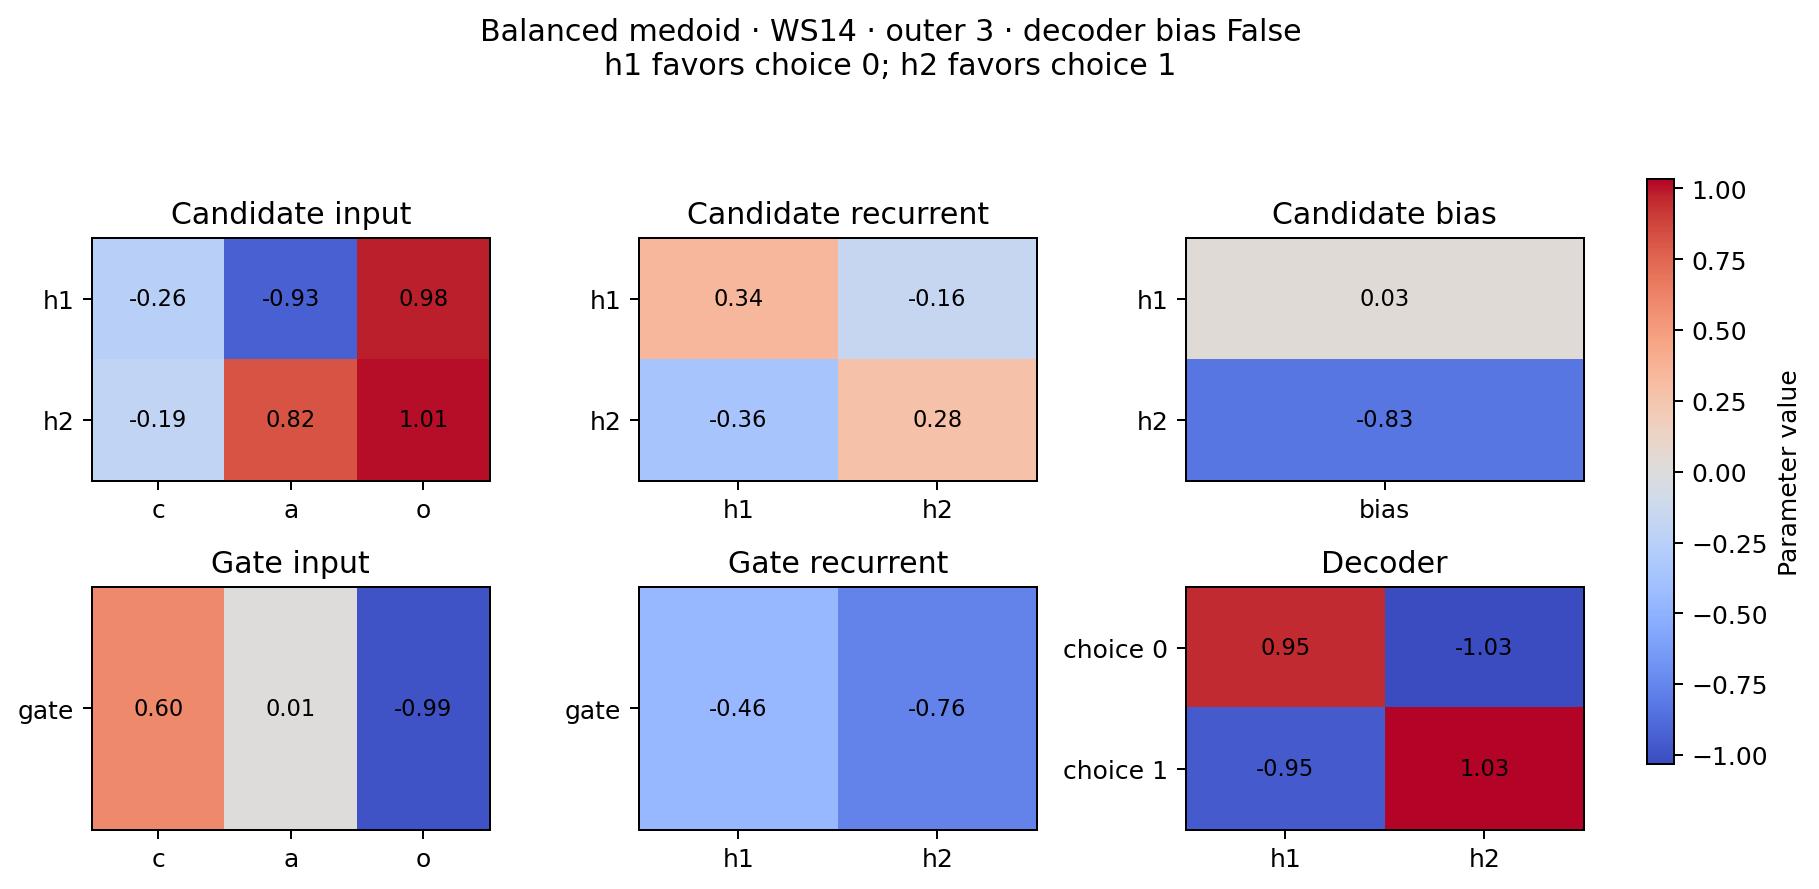 Balanced medoid · WS14 · outer 3 · decoder bias False
h1 favors choice 0; h2 favors choice 1
Candidate input
h1
-0.26
-0.93
0.98
h2
-0.19
0.82
1.01
c
a
o
Candidate recurrent
h1
0.34
-0.16
h2
-0.36
0.28
h1
h2
Candidate bias
h1
0.03
h2
-0.83
bias
Gate input
gate
0.60
0.01
-0.99
c
a
o
Gate recurrent
gate
-0.46
-0.76
h1
h2
Decoder
choice 0
0.95
-1.03
choice 1
-0.95
1.03
h1
h2
1.00
0.75
0.50
0.25
0.00
−0.25
−0.50
−0.75
−1.00
Parameter value